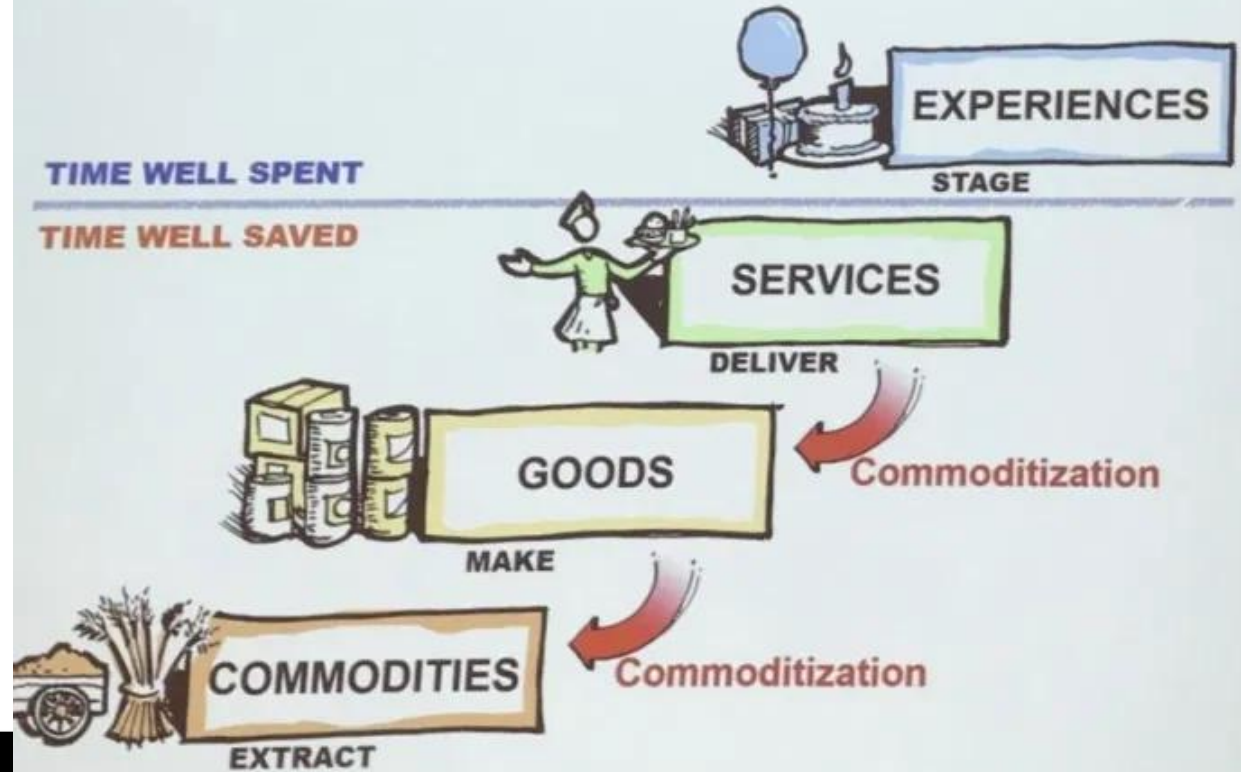 EXPERIENCES
STAGE
TIME WELL SPENT
TIME WELL SAVED
SERVICES
DELIVER
Commoditization
GOODS
MAKE
Commoditization
COMMODITIES
EXTRACT